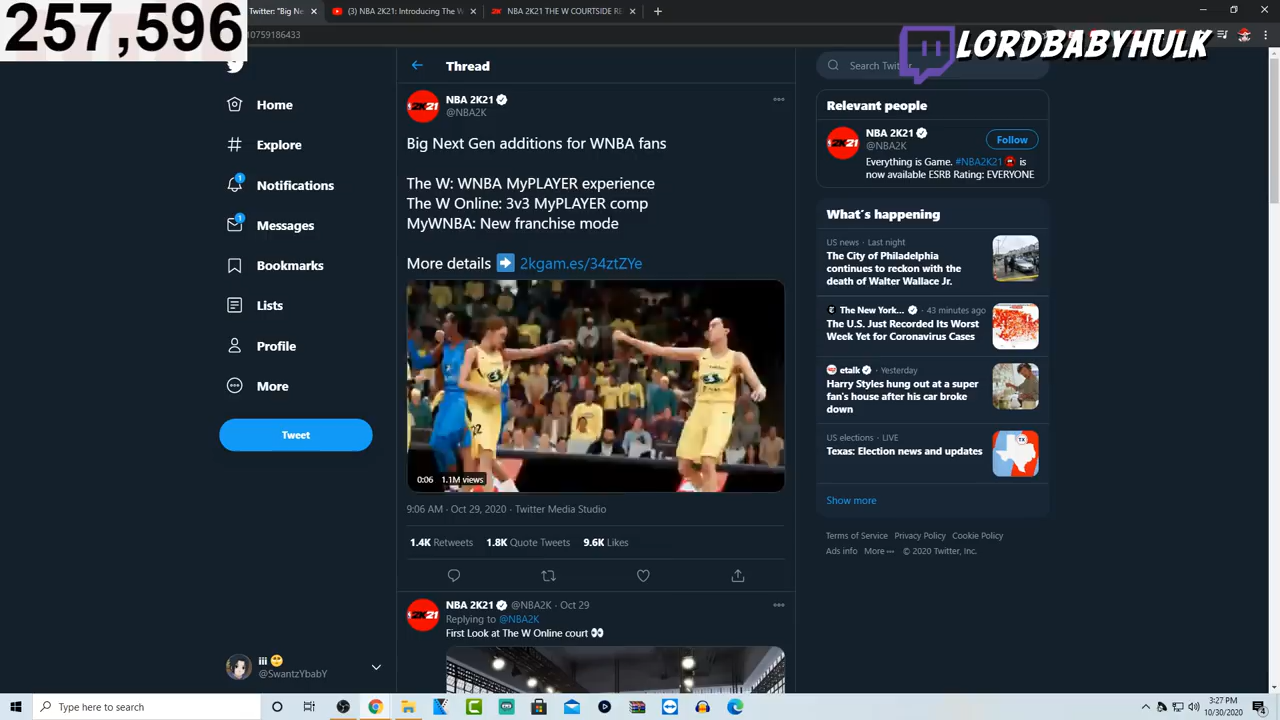 257,596
Twitter: "Big Ne
(3) NBA 2K21: Introducing The W
NBA 2K21 THE W COURTSIDE RE
10759186433
LORDBABYHULK
Home
Explore
1
Notifications
1
Messages
Bookmarks
Lists
Profile
More
Tweet
iii
@SwantzYbabY
Thread
NBA 2K21
@NBA2K
Big Next Gen additions for WNBA fans
The W: WNBA MyPLAYER experience
The W Online: 3v3 MyPLAYER comp
MyWNBA: New franchise mode
More details ➡️ 2kgam.es/34ztZYe
0:06 1.1M views
9:06 AM · Oct 29, 2020 · Twitter Media Studio
1.4K Retweets 1.8K Quote Tweets 9.6K Likes
NBA 2K21 @NBA2K · Oct 29
Replying to @NBA2K
First Look at The W Online court 👀
Search Twitter
Relevant people
NBA 2K21
@NBA2K
Follow
Everything is Game. #NBA2K21 is
now available ESRB Rating: EVERYONE
What's happening
US news · Last night
The City of Philadelphia
continues to reckon with the
death of Walter Wallace Jr.
The New York... · 43 minutes ago
The U.S. Just Recorded Its Worst
Week Yet for Coronavirus Cases
etalk · Yesterday
Harry Styles hung out at a super
fan's house after his car broke
down
US elections · LIVE
Texas: Election news and updates
Show more
Terms of Service Privacy Policy Cookie Policy
Ads info More ··· © 2020 Twitter, Inc.
Type here to search
3:27 PM
10/30/2020
4